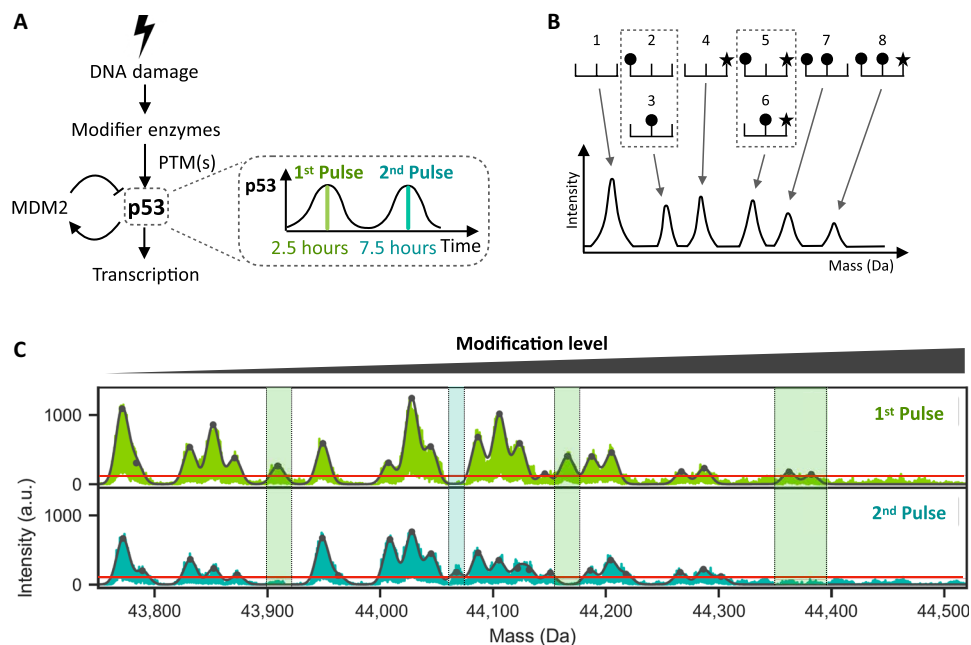 A
DNA damage
Modifier enzymes
PTM(s)
MDM2
p53
Transcription
p53
1st Pulse
2nd Pulse
2.5 hours
7.5 hours
Time
B
1
2
4
5
7
8
3
6
Intensity
Mass (Da)
C
Modification level
1000
0
1st Pulse
1000
0
2nd Pulse
Intensity (a.u.)
43,800
43,900
44,000
44,100
44,200
44,300
44,400
44,500
Mass (Da)